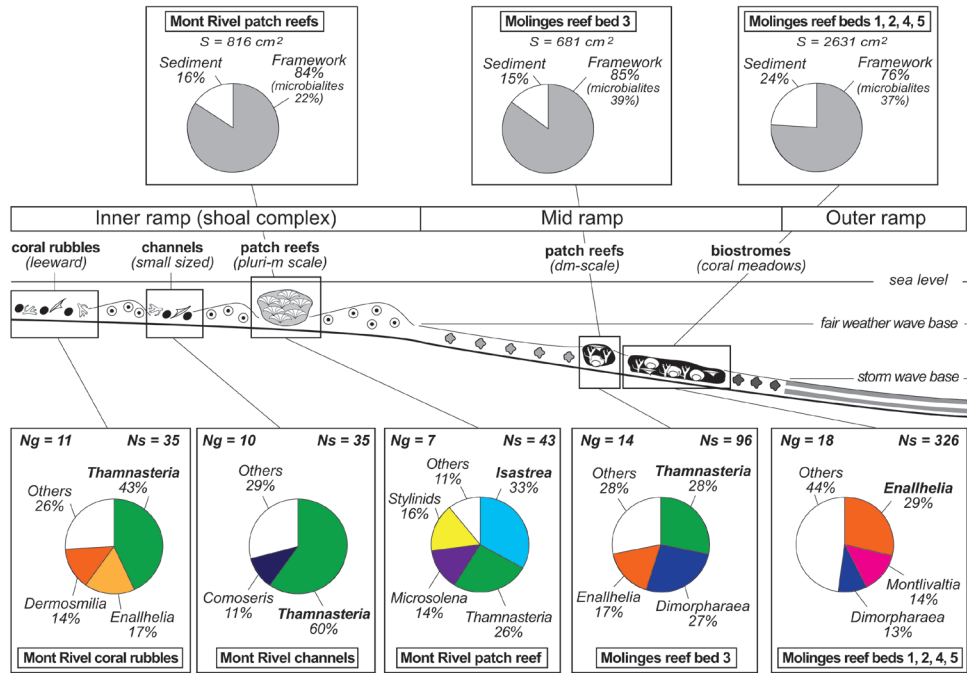 Mont Rivel patch reefs
S = 816 cm²
Sediment
16%
Framework
84%
(microbialites
22%)
Molinges reef bed 3
S = 681 cm²
Sediment
15%
Framework
85%
(microbialites
39%)
Molinges reef beds 1, 2, 4, 5
S = 2631 cm²
Sediment
24%
Framework
76%
(microbialites
37%)
Inner ramp (shoal complex)
Mid ramp
Outer ramp
coral rubbles
(leeward)
channels
(small sized)
patch reefs
(pluri-m scale)
patch reefs
(dm-scale)
biostromes
(coral meadows)
sea level
fair weather wave base
storm wave base
Ng = 11 Ns = 35
Thamnasteria
43%
Others
26%
Dermosmilia
14%
Enallhelia
17%
Mont Rivel coral rubbles
Ng = 10 Ns = 35
Others
29%
Comoseris
11%
Thamnasteria
60%
Mont Rivel channels
Ng = 7 Ns = 43
Others
11%
Isastrea
33%
Stylinids
16%
Microsolena
14%
Thamnasteria
26%
Mont Rivel patch reef
Ng = 14 Ns = 96
Others
28%
Thamnasteria
28%
Enallhelia
17%
Dimorpharaea
27%
Molinges reef bed 3
Ng = 18 Ns = 326
Others
44%
Enallhelia
29%
Montlivaltia
14%
Dimorpharaea
13%
Molinges reef beds 1, 2, 4, 5